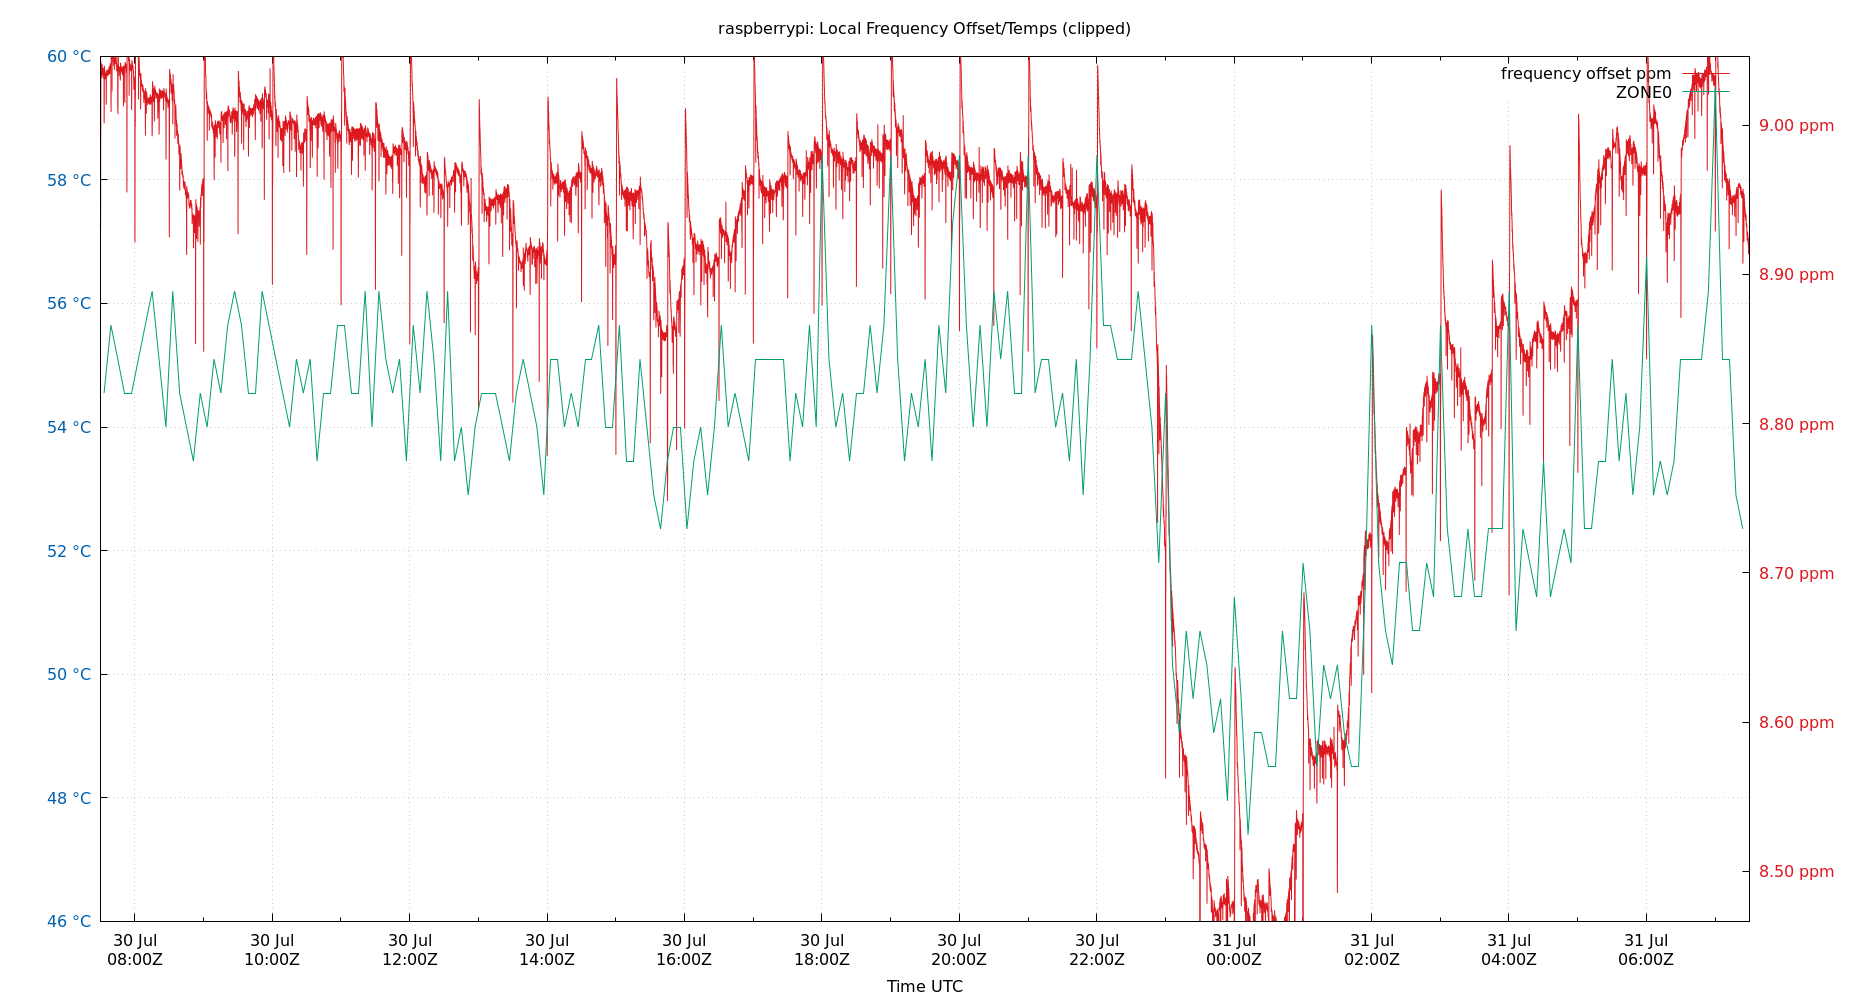 raspberrypi: Local Frequency Offset/Temps (clipped)
60 °C
58 °C
56 °C
54 °C
52 °C
50 °C
48 °C
46 °C
frequency offset ppm
ZONE0
9.00 ppm
8.90 ppm
8.80 ppm
8.70 ppm
8.60 ppm
8.50 ppm
30 Jul 30 Jul 30 Jul 30 Jul 30 Jul 30 Jul 30 Jul 30 Jul 31 Jul 31 Jul 31 Jul 31 Jul
08:00Z 10:00Z 12:00Z 14:00Z 16:00Z 18:00Z 20:00Z 22:00Z 00:00Z 02:00Z 04:00Z 06:00Z
Time UTC